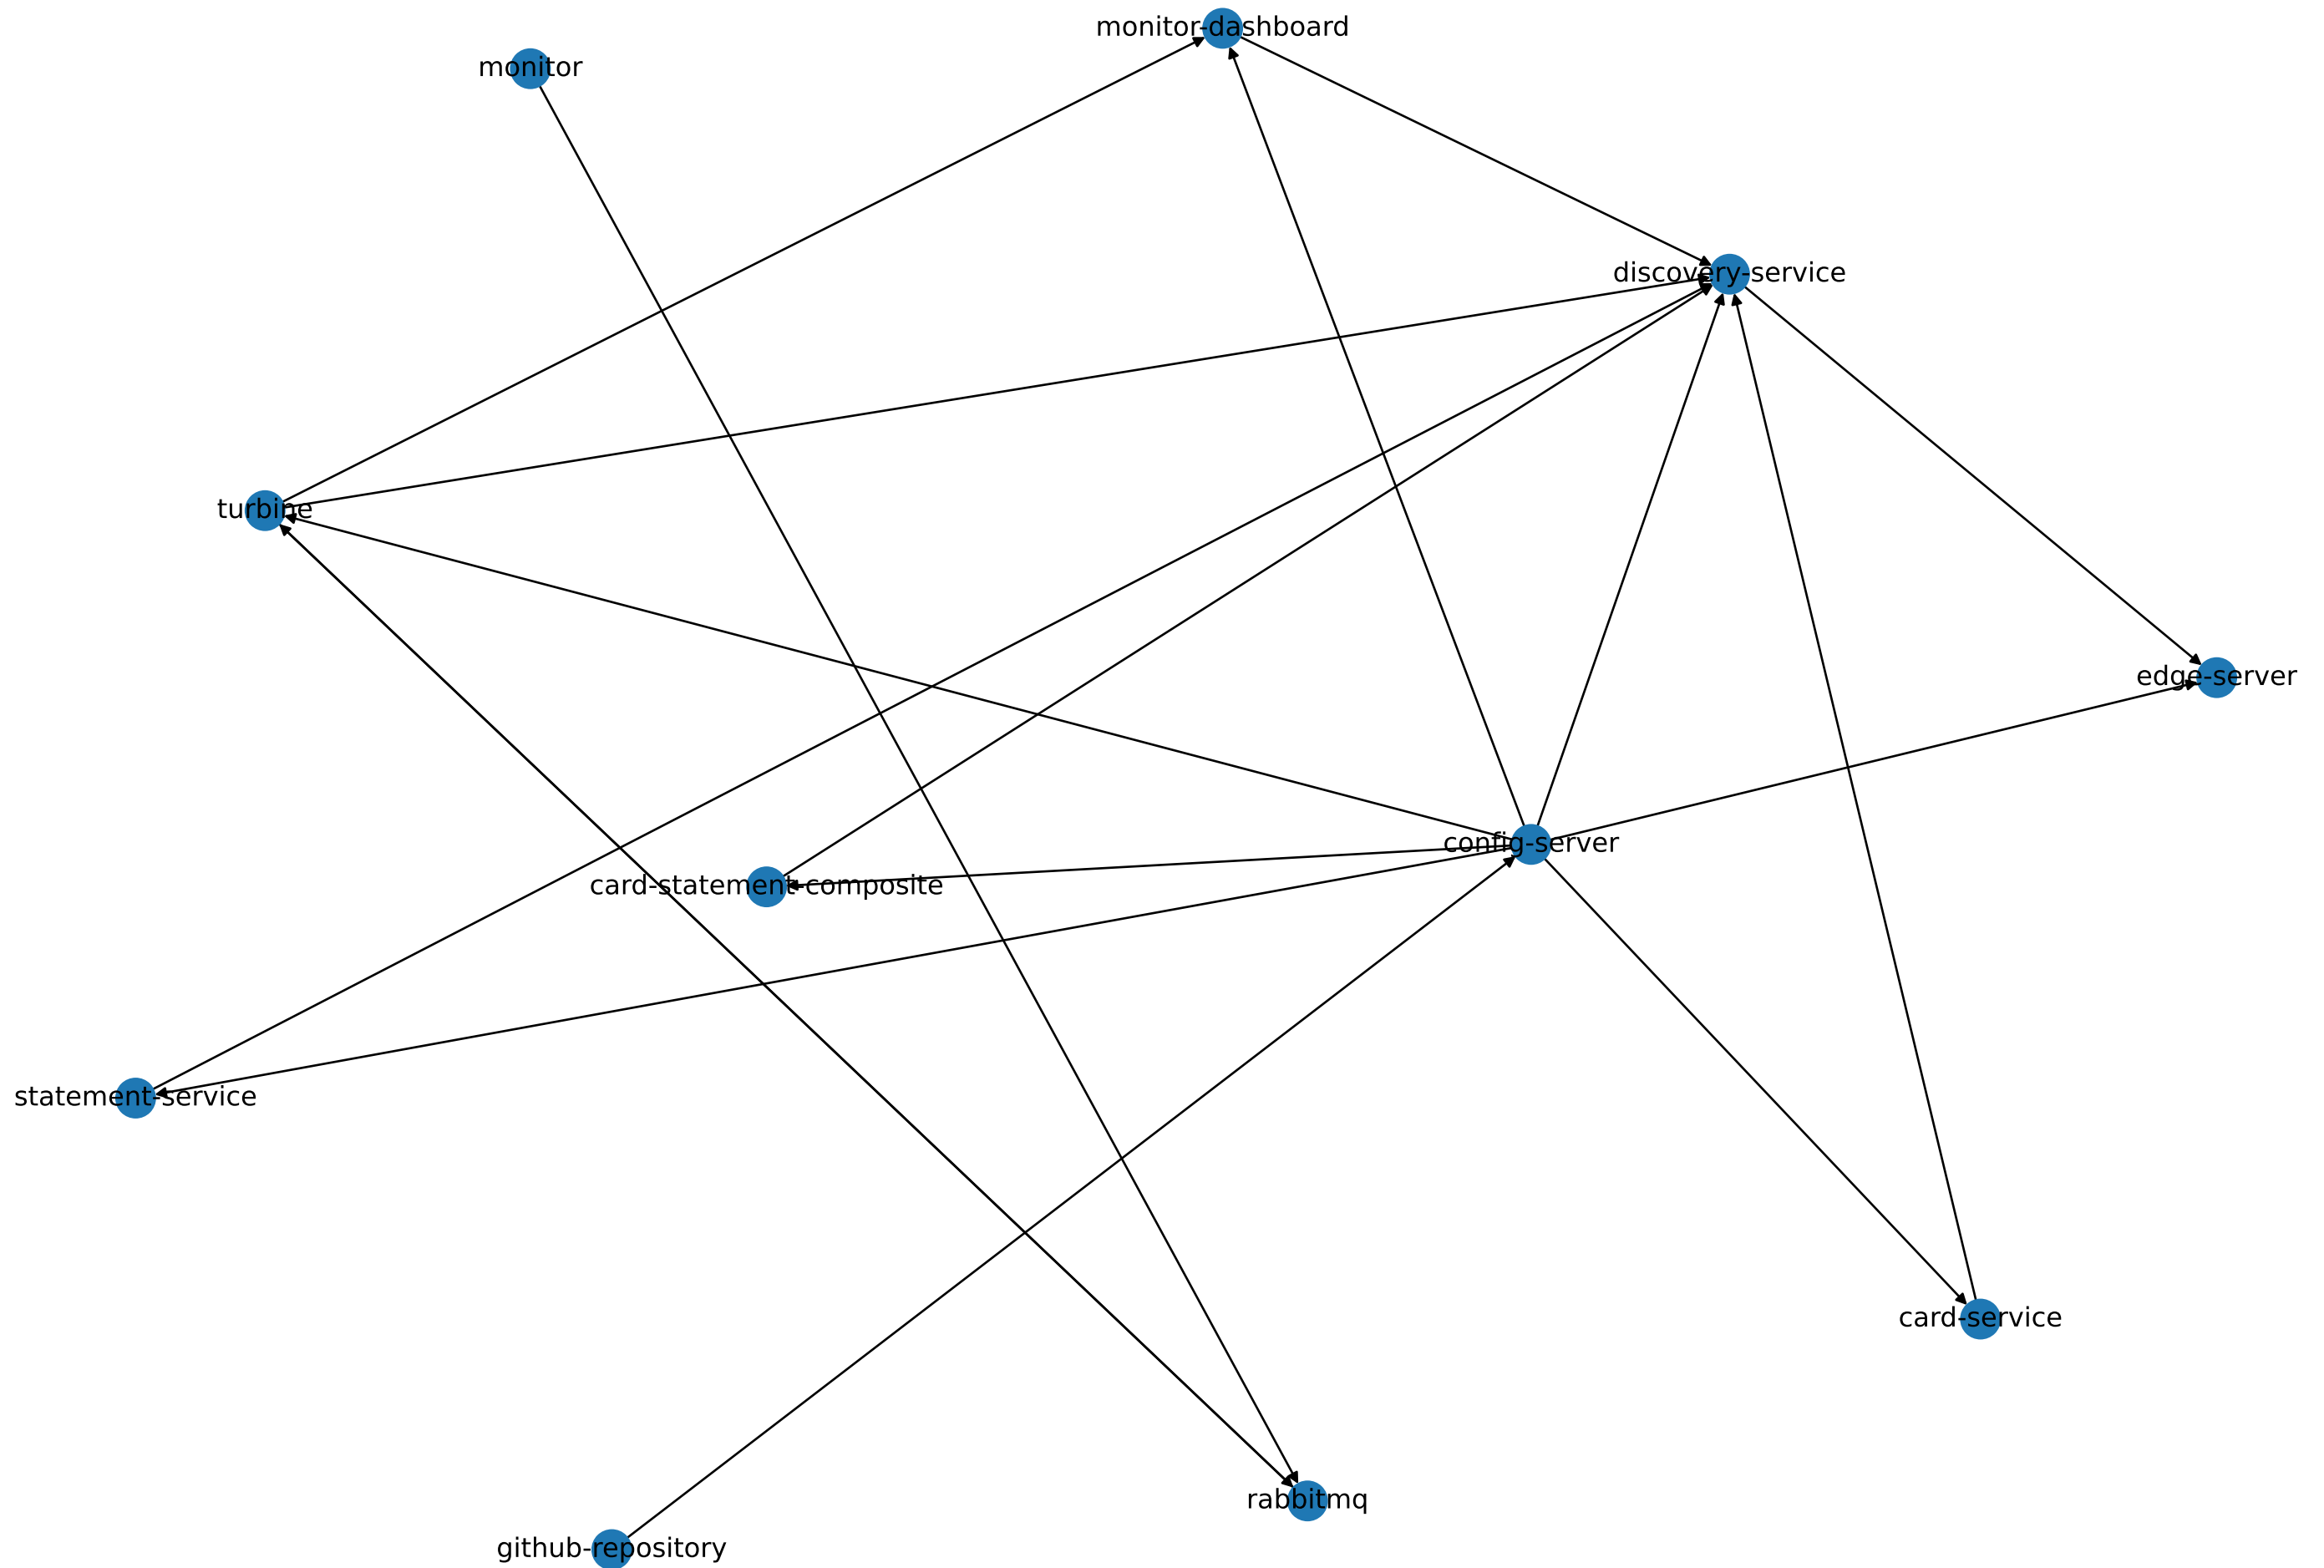 monitor-dashboard
monitor
discovery-service
turbine
edge-server
config-server
card-statement-composite
statement-service
card-service
rabbitmq
github-repository